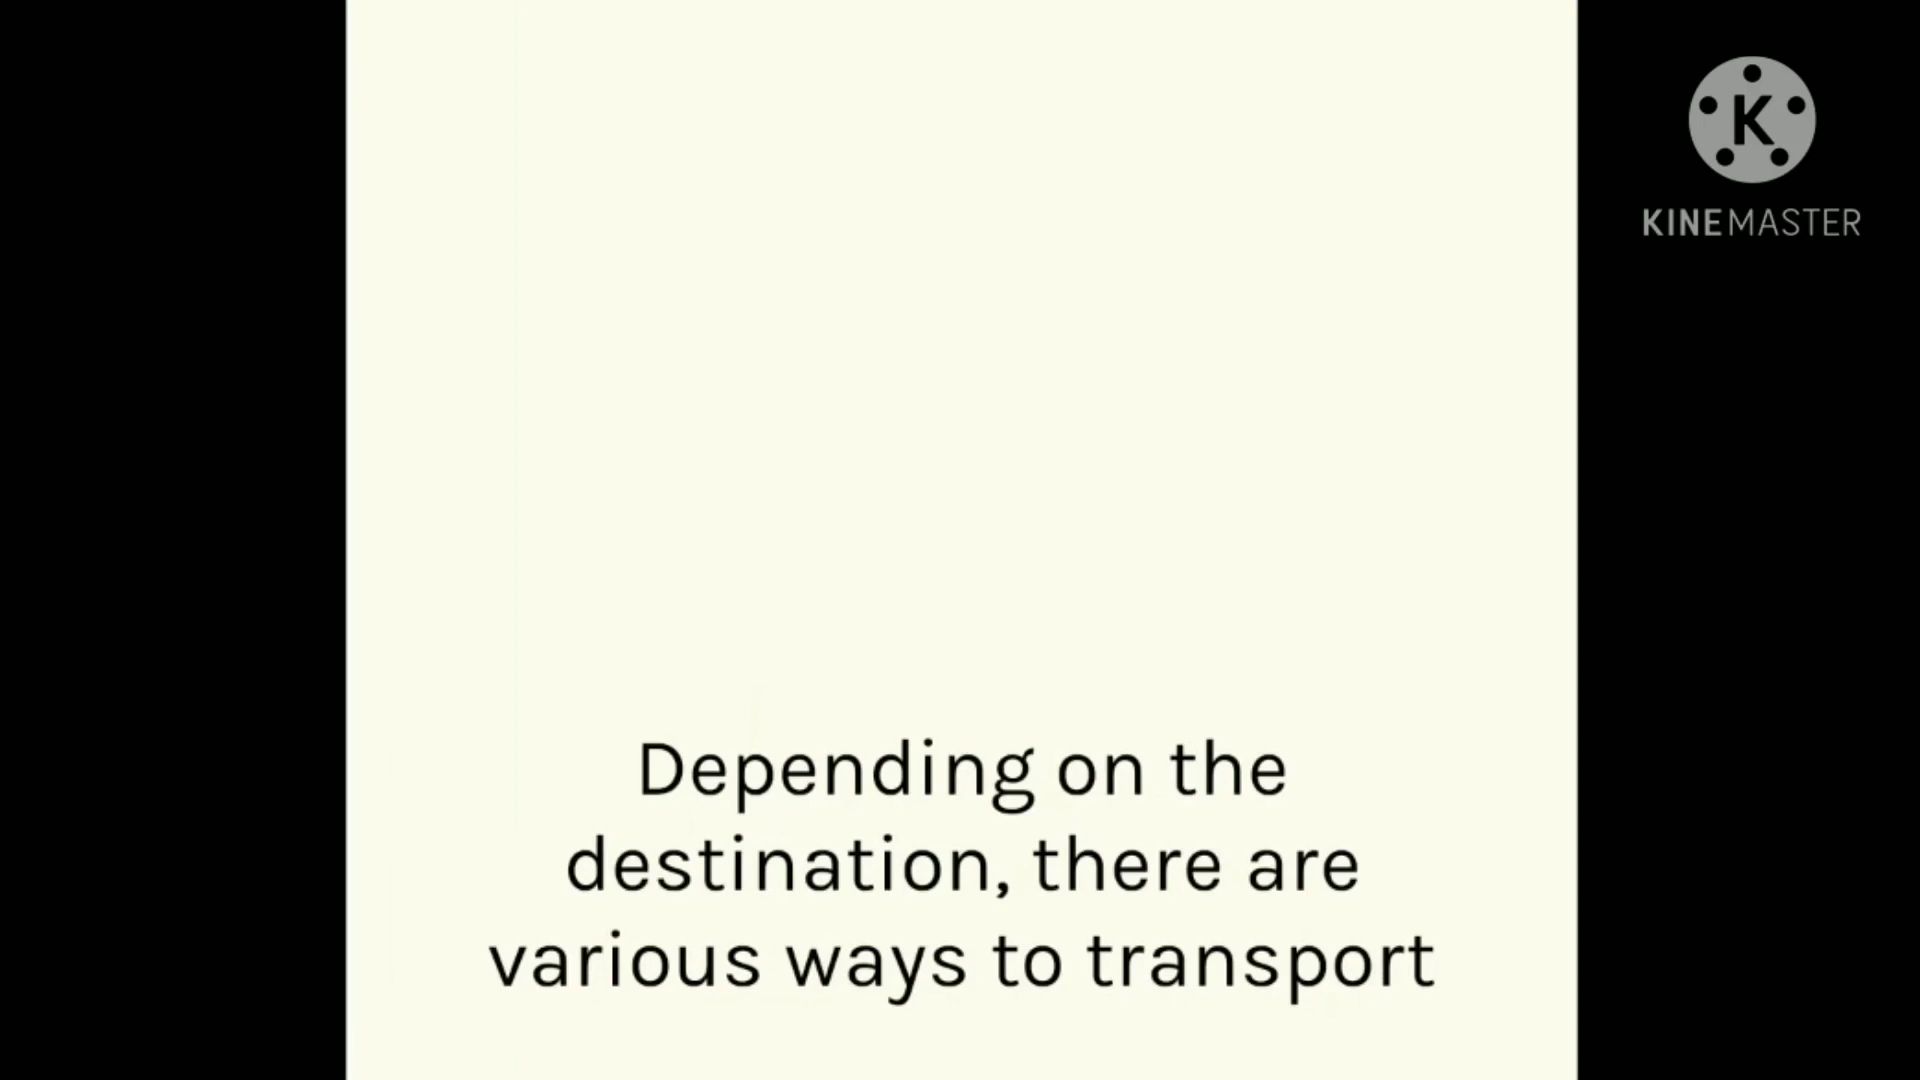 K
KINEMASTER
Depending on the
destination, there are
various ways to transport